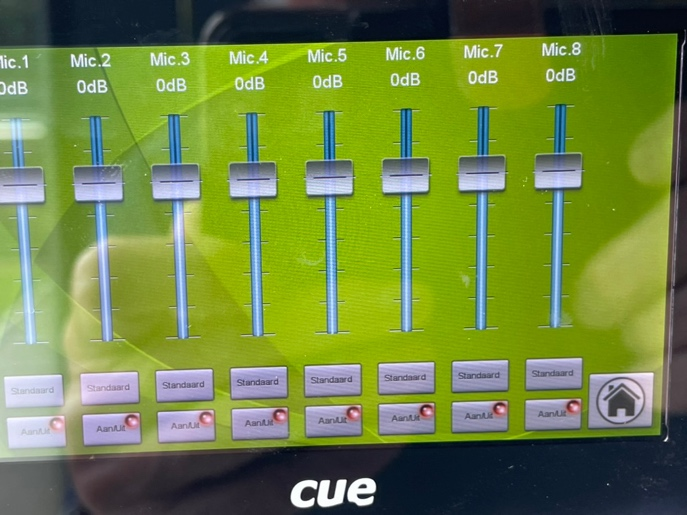 Mic.1 Mic.2 Mic.3 Mic.4 Mic.5 Mic.6 Mic.7 Mic.8
0dB 0dB 0dB 0dB 0dB 0dB 0dB 0dB
Standaard Standaard Standaard Standaard Standaard Standaard Standaard Standaard
Aan/Uit Aan/Uit Aan/Uit Aan/Uit Aan/Uit Aan/Uit Aan/Uit Aan/Uit
cue